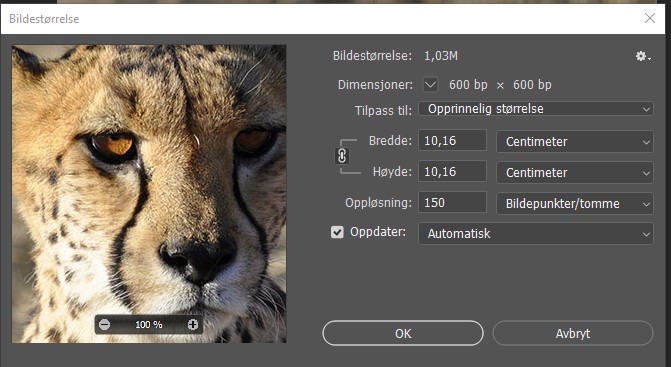 Bildestørrelse
Bildestørrelse: 1,03M
Dimensjoner: 600 bp × 600 bp
Tilpass til: Opprinnelig størrelse
Bredde: 10,16 Centimeter
Høyde: 10,16 Centimeter
Oppløsning: 150 Bildepunkter/tomme
Oppdater: Automatisk
100 %
OK Avbryt